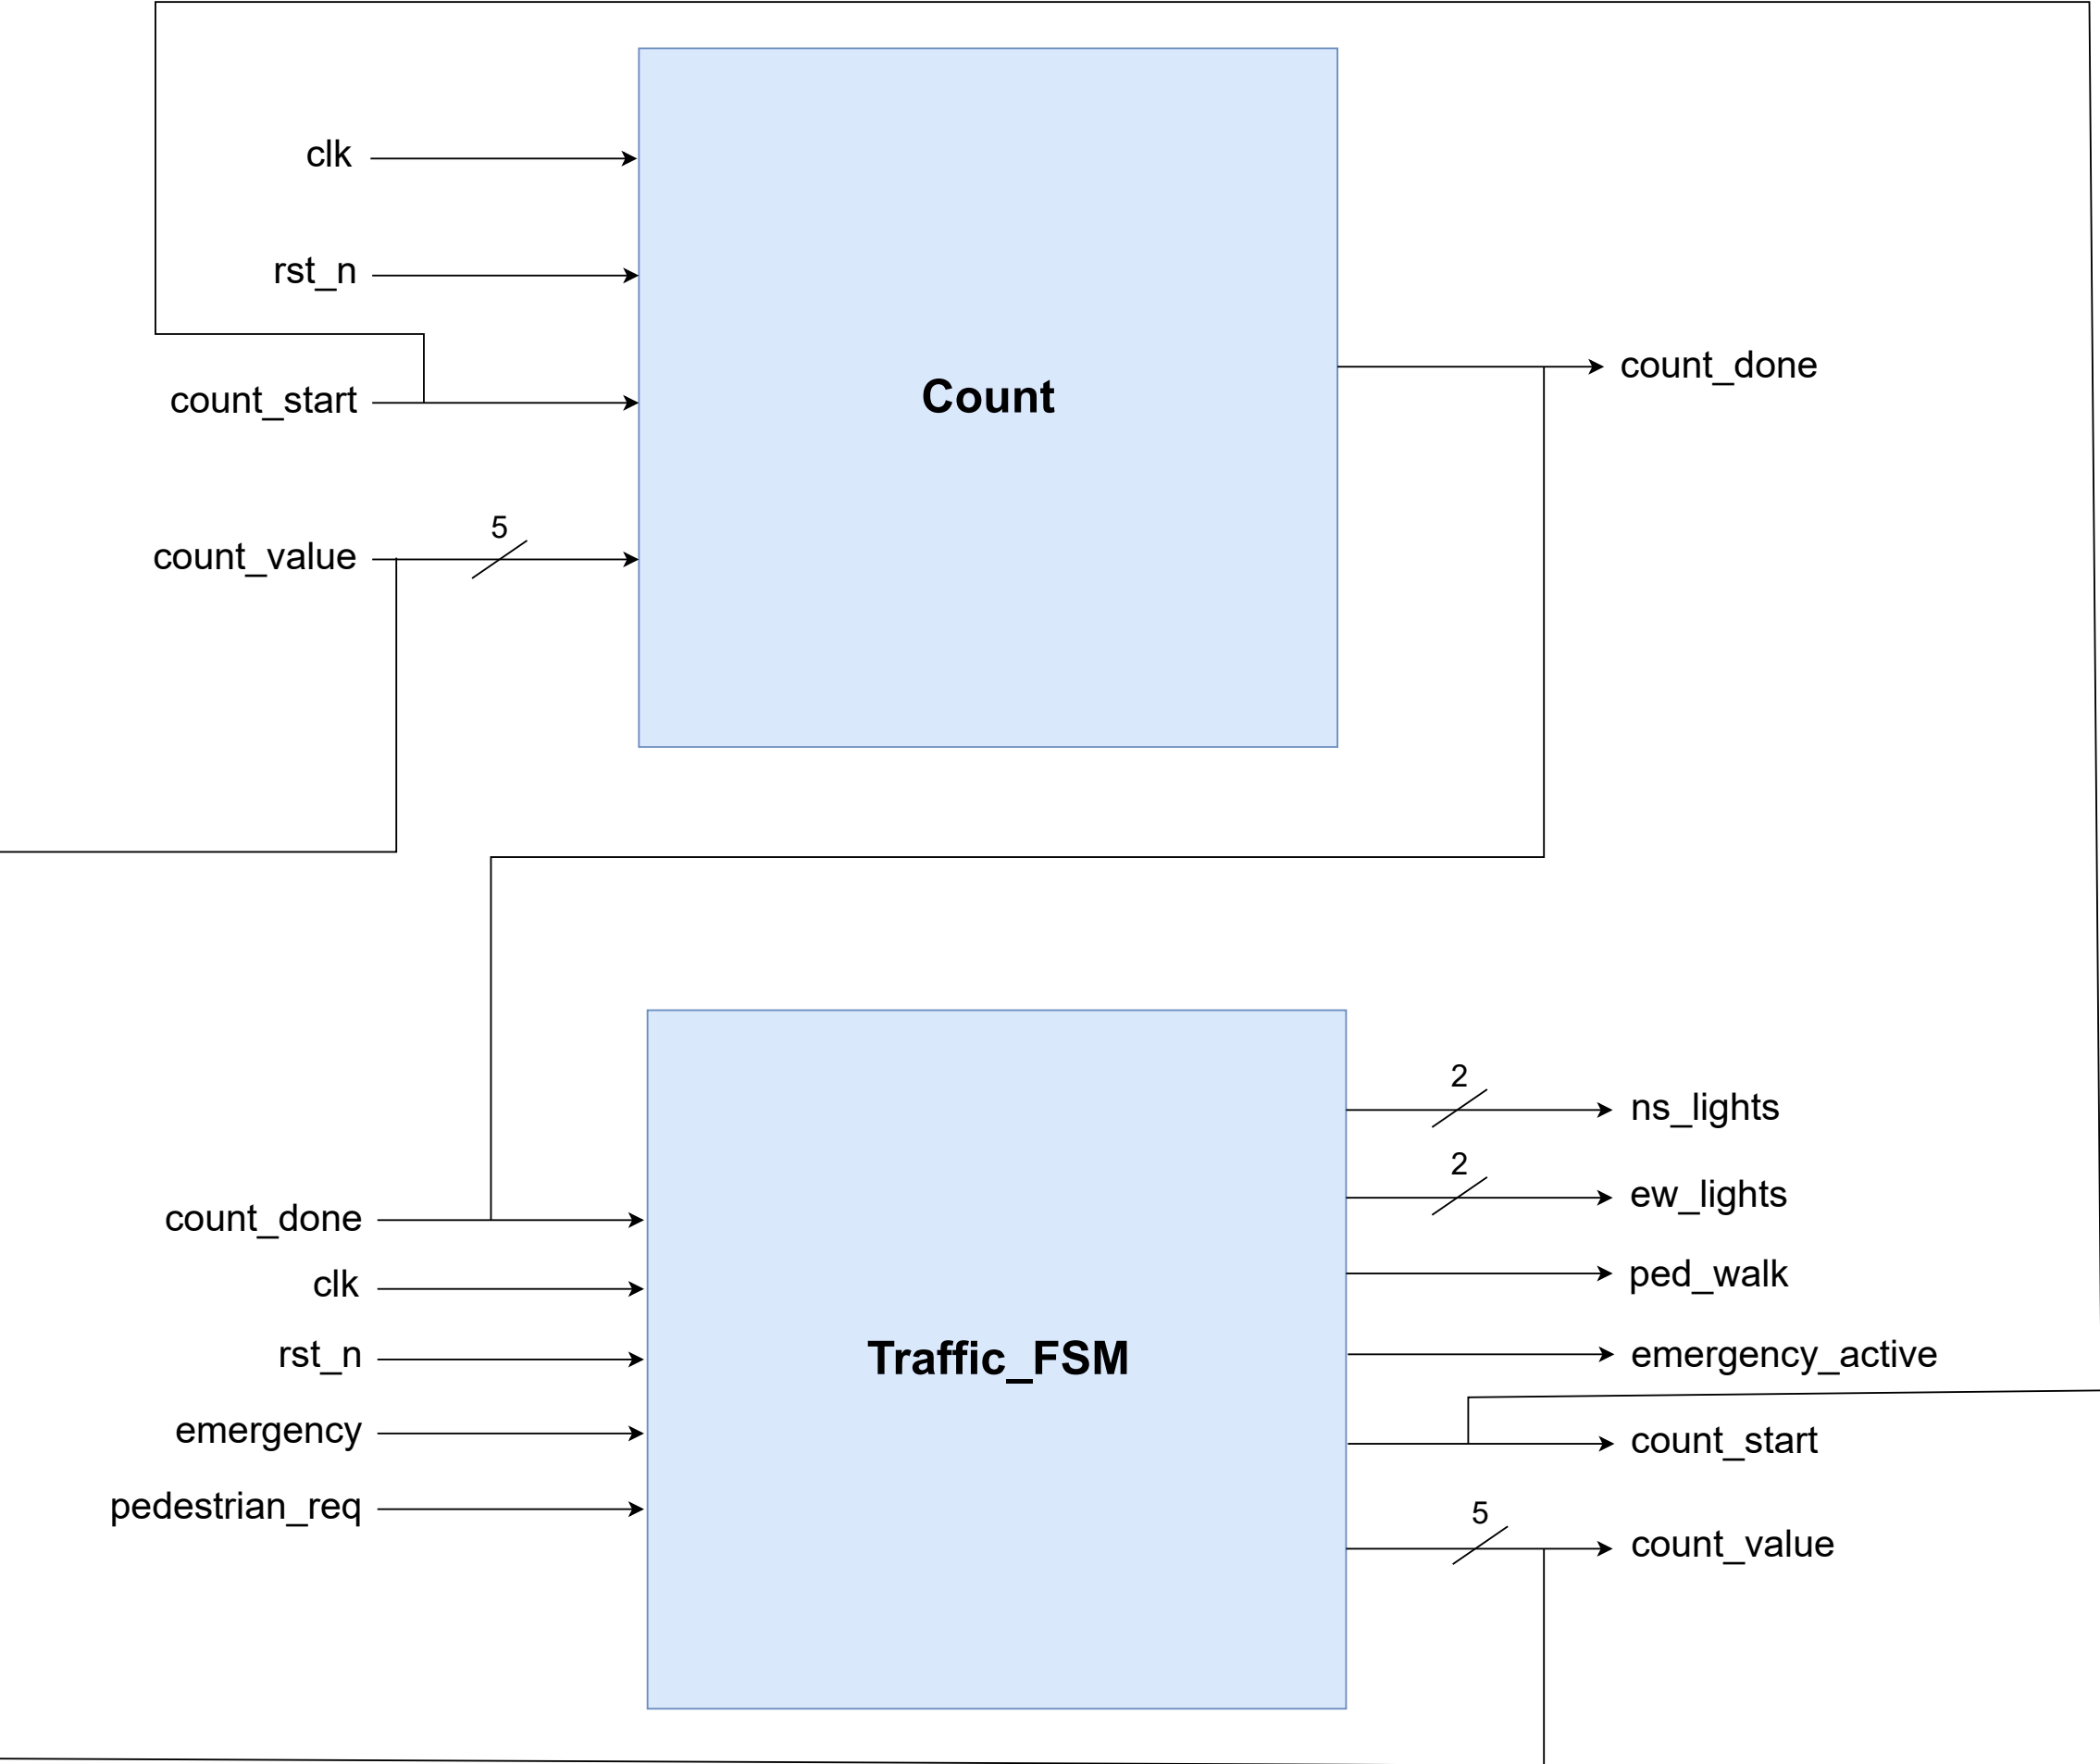 clk
rst_n
count_start
count_value
5
Count
count_done
count_done
clk
rst_n
emergency
pedestrian_req
Traffic_FSM
2
ns_lights
2
ew_lights
ped_walk
emergency_active
count_start
5
count_value